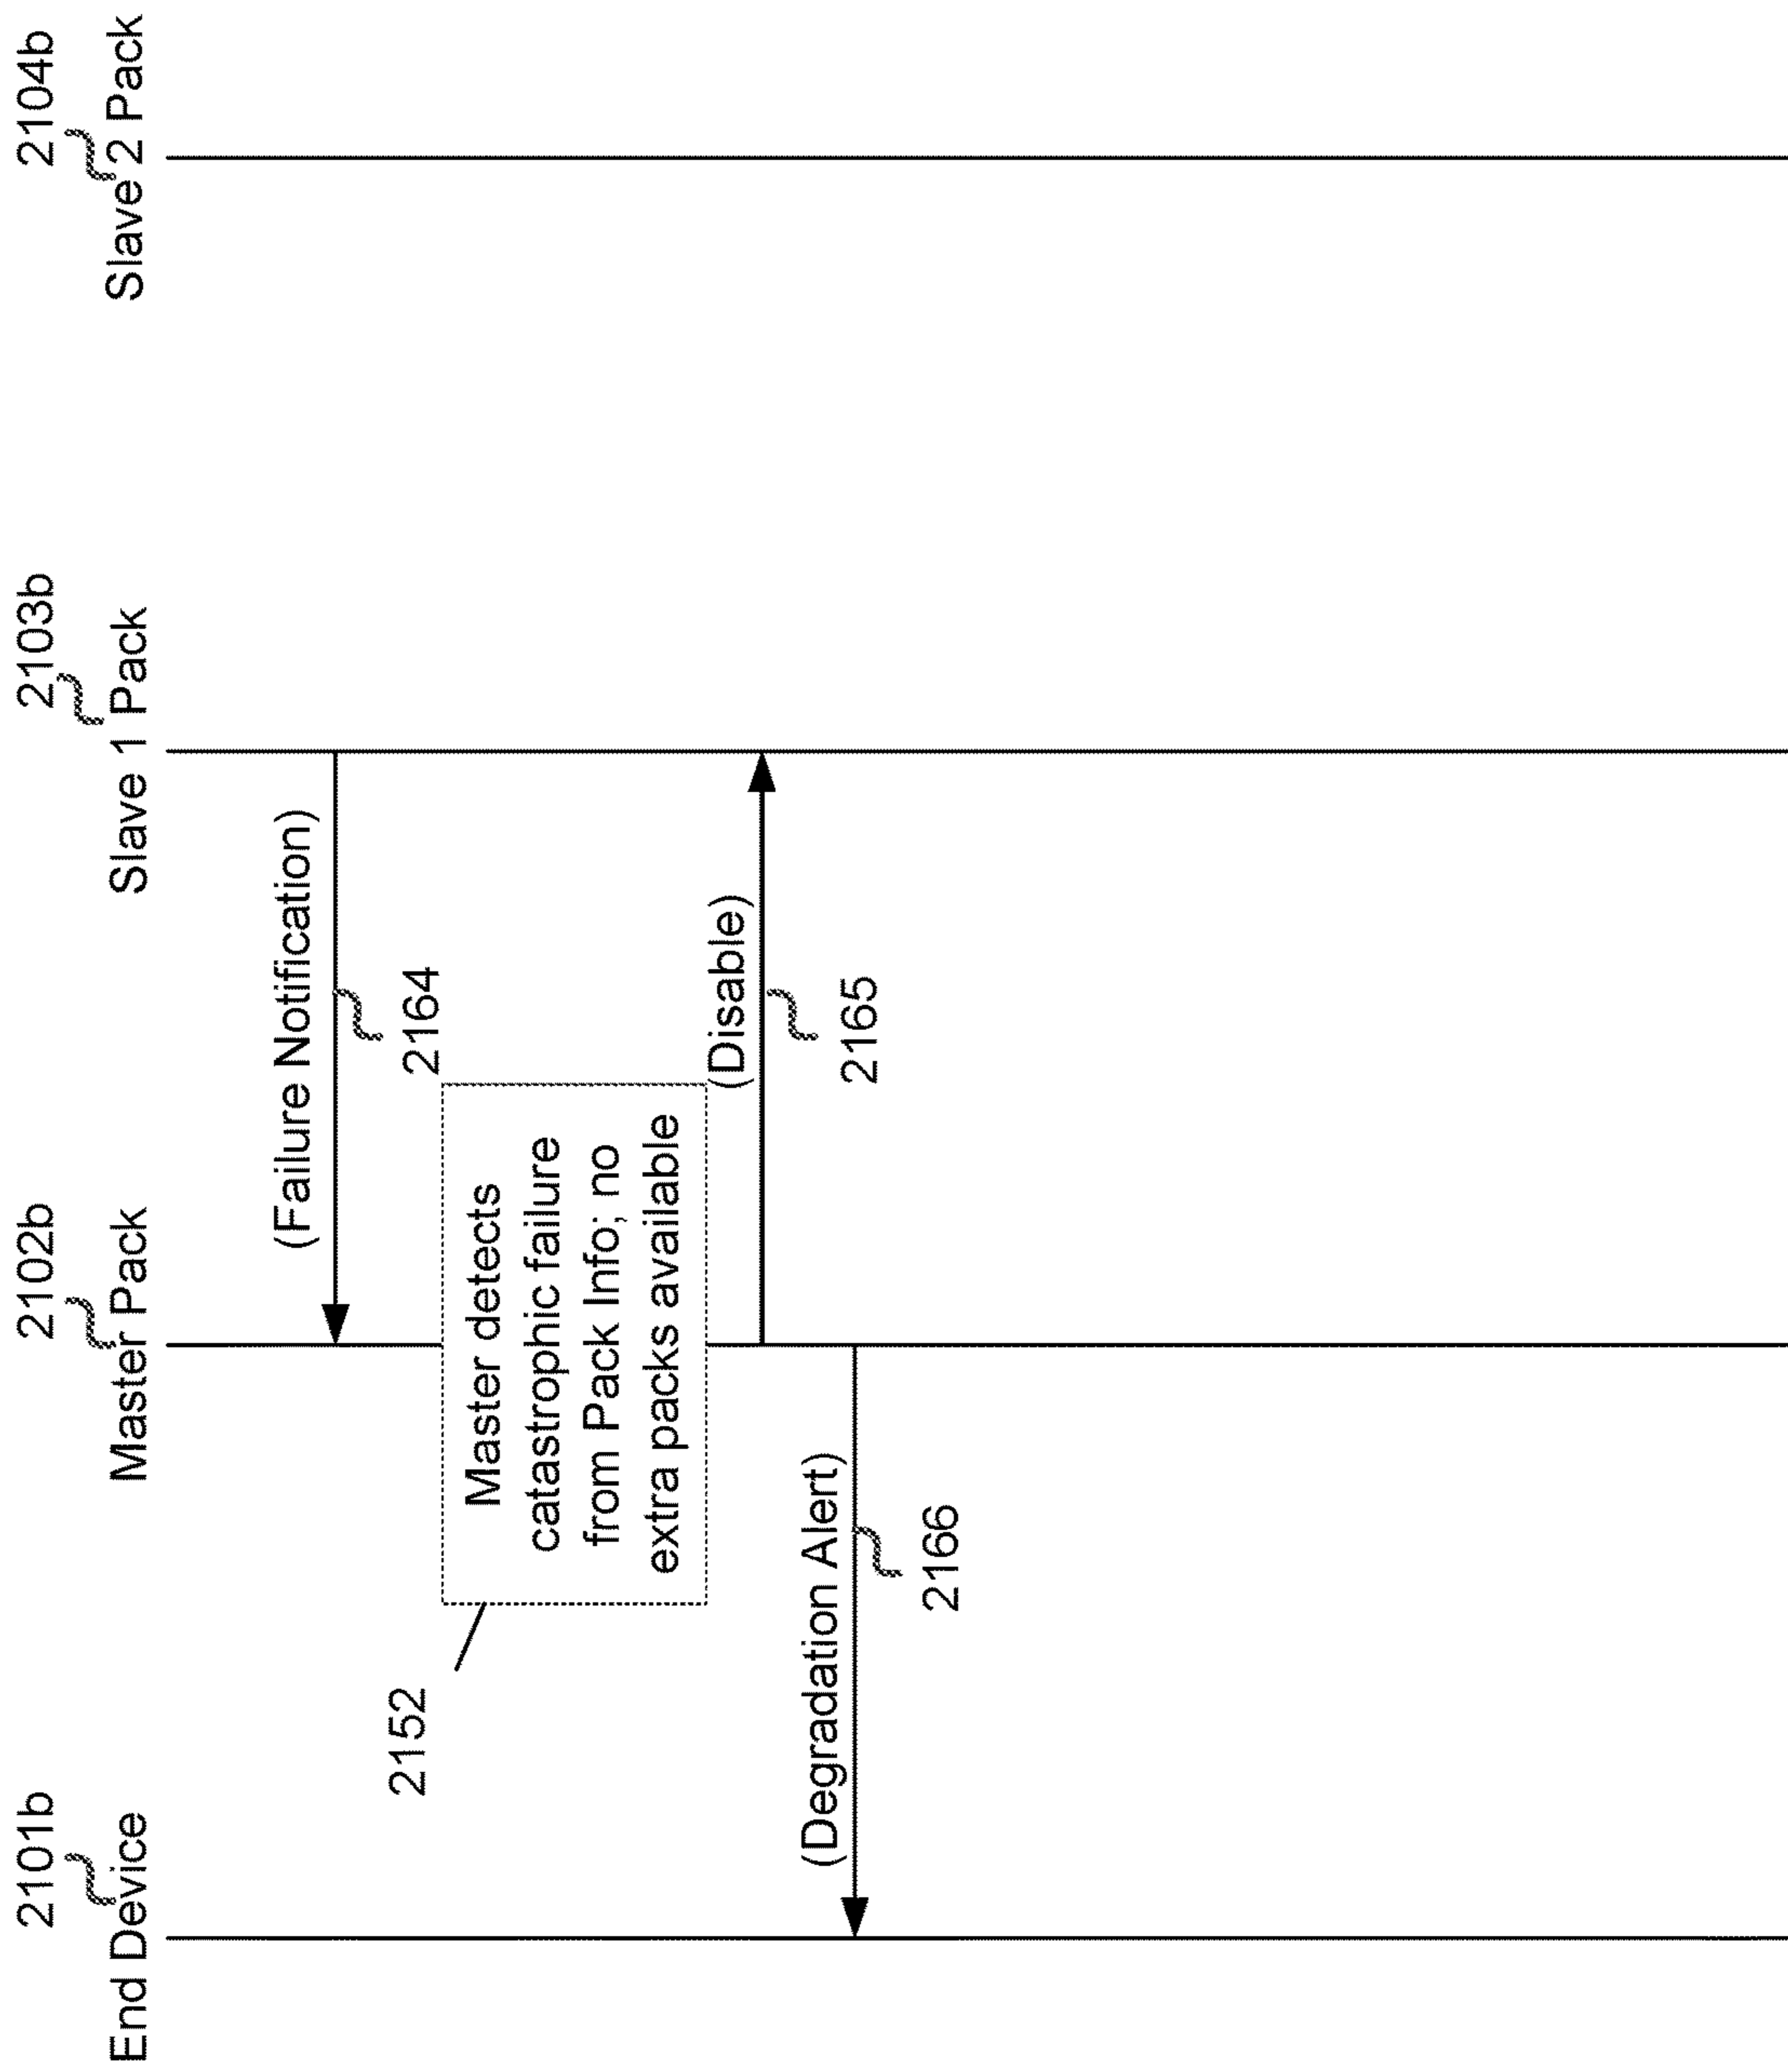 2101b
End Device
2102b
Master Pack
2103b
Slave 1 Pack
2104b
Slave 2 Pack
(Failure Notification)
2164
2152
Master detects
catastrophic failure
from Pack Info; no
extra packs available
(Disable)
2165
(Degradation Alert)
2166